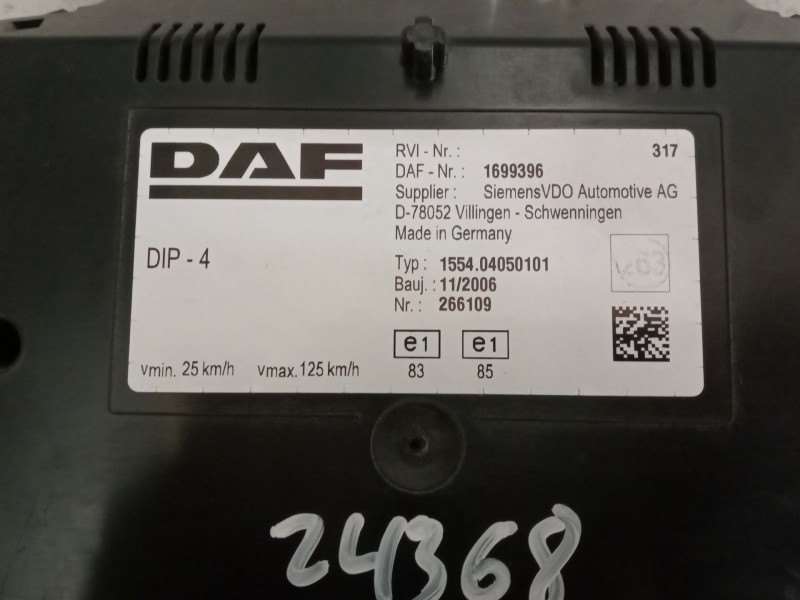 DAF
RVI - Nr. : 317
DAF - Nr. : 1699396
Supplier : SiemensVDO Automotive AG
D-78052 Villingen - Schwenningen
Made in Germany
DIP - 4
Typ : 1554.04050101
Bauj. : 11/2006
Nr. : 266109
263
e1 e1
83 85
vmin. 25 km/h vmax. 125 km/h
24368